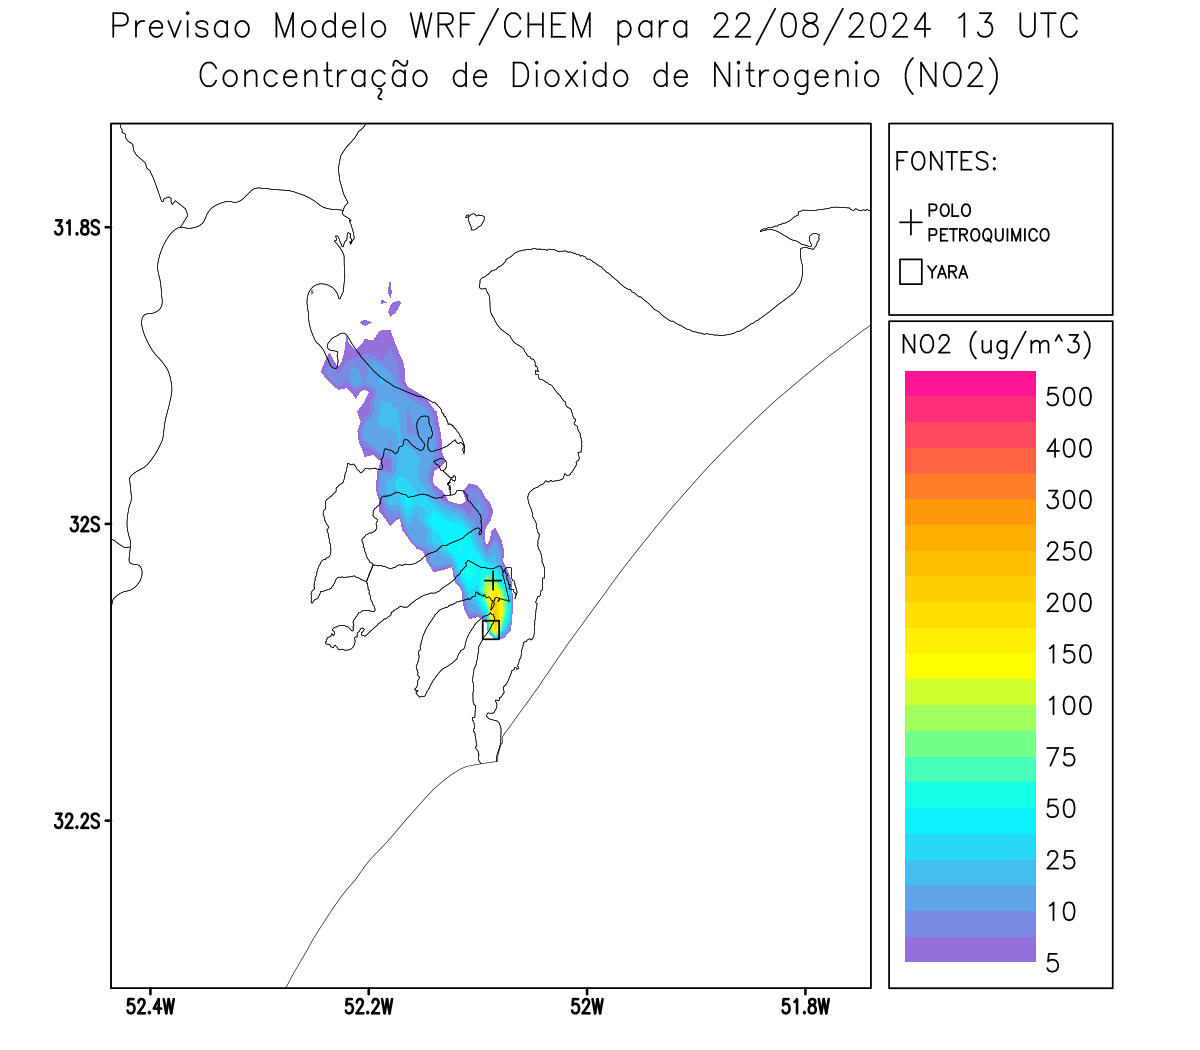 Previsao Modelo WRF/CHEM para 22/08/2024 13 UTC
Concentração de Dioxido de Nitrogenio (NO2)
FONTES:
POLO
PETROQUIMICO
YARA
31.8S
32S
32.2S
52.4W
52.2W
52W
51.8W
NO2 (ug/m^3)
500
400
300
250
200
150
100
75
50
25
10
5